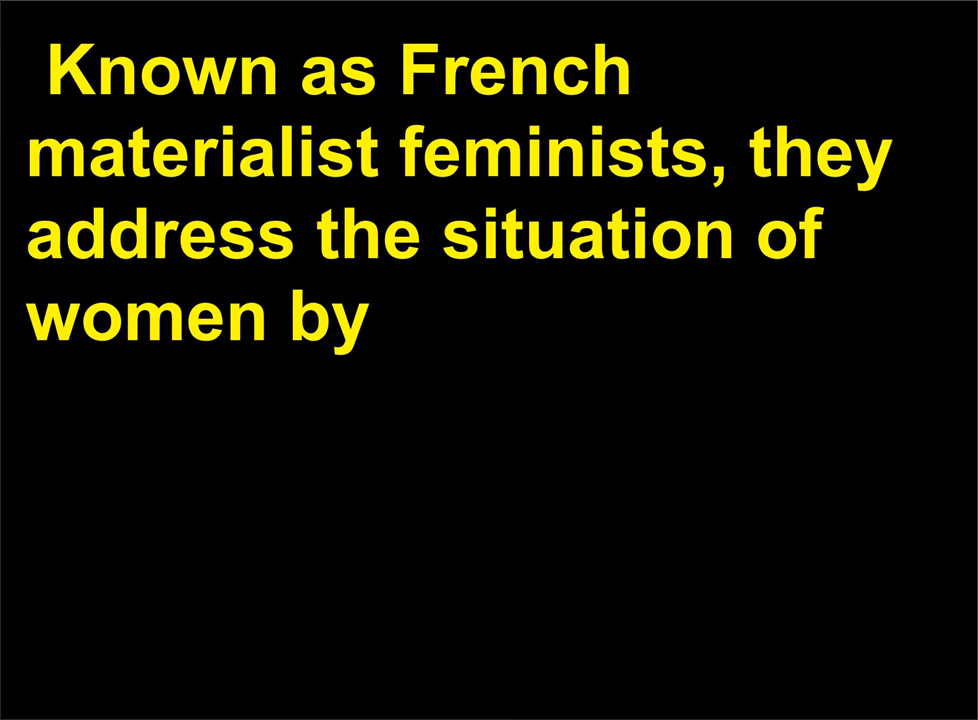 Known as French
materialist feminists, they
address the situation of
women by